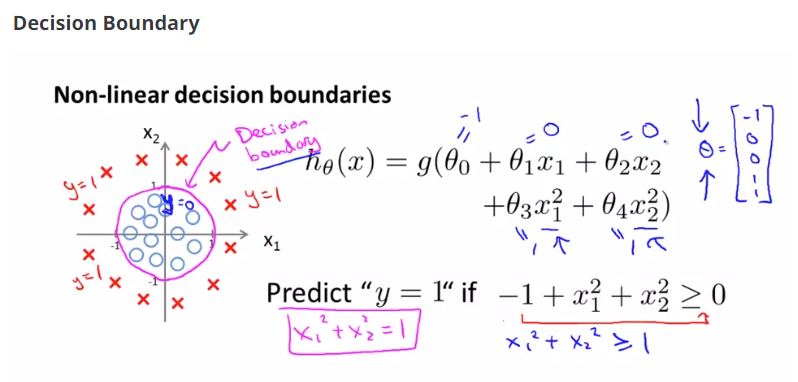 Decision Boundary
Non-linear decision boundaries
x₂
Decision
boundary
y=1
y=0
y=1
y=1
1
-1
1
-1
x₁
-1
= 0
= 0.
h_θ(x) = g(θ₀ + θ₁x₁ + θ₂x₂
+θ₃x₁² + θ₄x₂²)
" 1 ↑ " 1 ↑
θ = [-1 0 0 1 1]
Predict “y = 1“ if −1 + x₁² + x₂² ≥ 0
x₁² + x₂² = 1
x₁² + x₂² ≥ 1